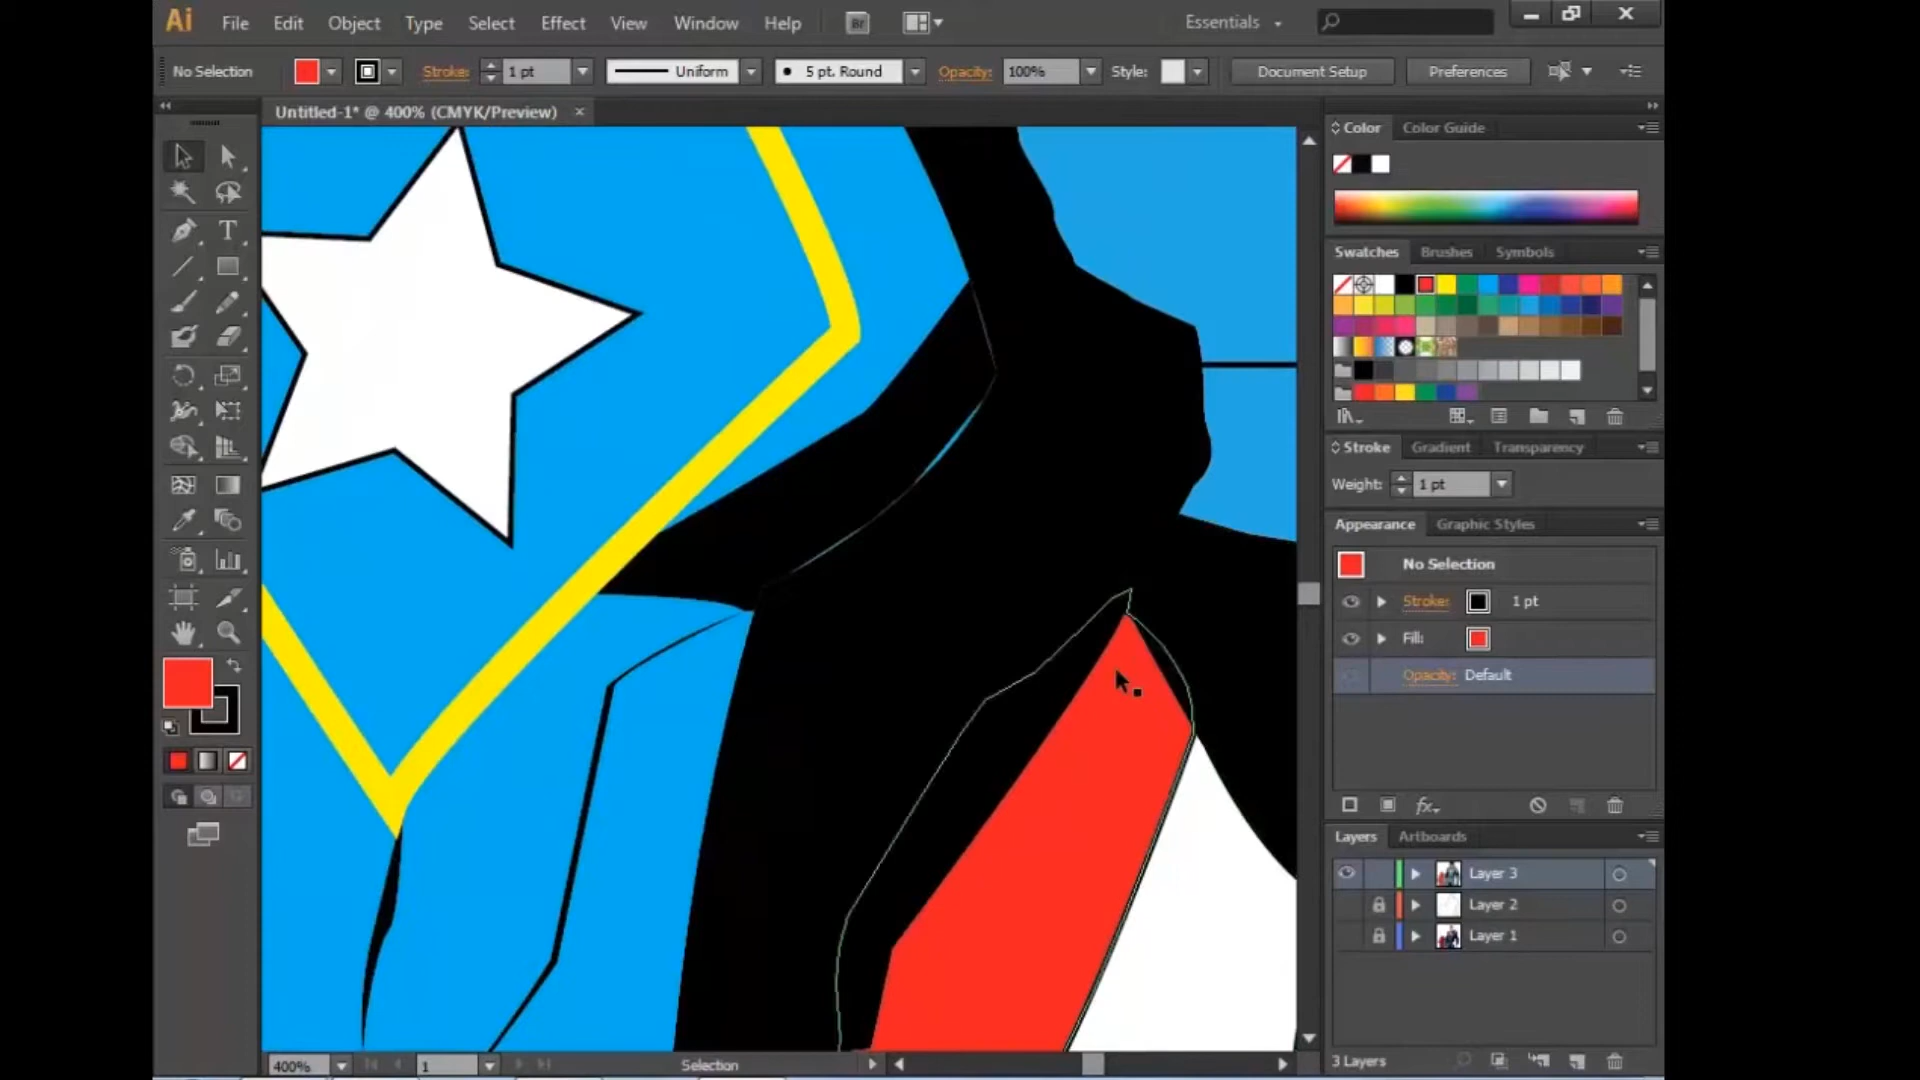 Ai File Edit Object Type Select Effect View Window Help Br Essentials
No Selection Stroke: 1 pt Uniform 5 pt. Round Opacity: 100% Style: Document Setup Preferences
Untitled-1* @ 400% (CMYK/Preview)
Color Color Guide
Swatches Brushes Symbols
Stroke Gradient Transparency
Weight: 1 pt
Appearance Graphic Styles
No Selection
Stroke: 1 pt
Fill:
Opacity: Default
fx
Layers Artboards
Layer 3
Layer 2
Layer 1
3 Layers
400% 1 Selection